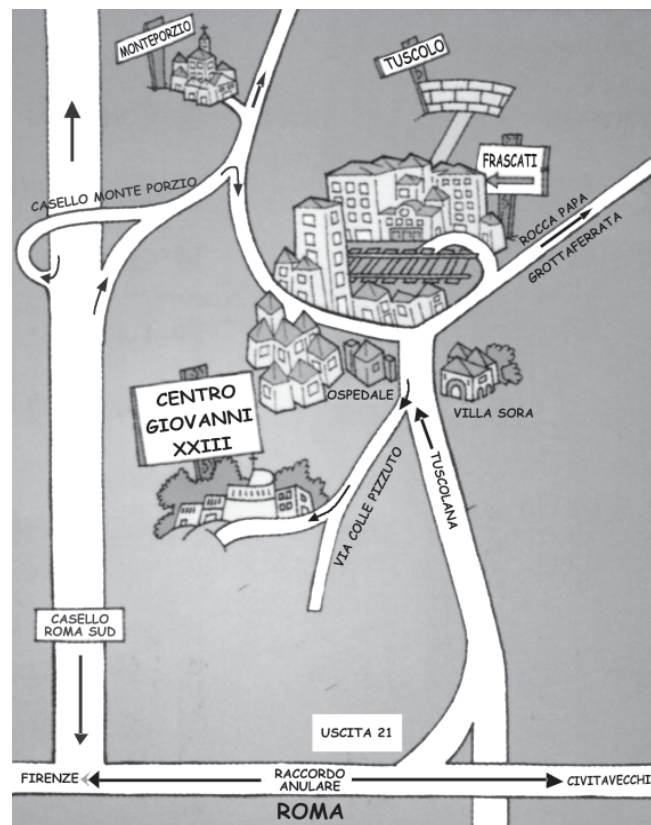 MONTEPORZIO
TUSCOLO
FRASCATI
CASELLO MONTE PORZIO
ROCCA PAPA
GROTTAFERRATA
CENTRO
GIOVANNI
XXIII
OSPEDALE
VILLA SORA
TUSCOLANA
VIA COLLE PIZZUTO
CASELLO
ROMA SUD
USCITA 21
FIRENZE
RACCORDO
ANULARE
CIVITAVECCHI
ROMA